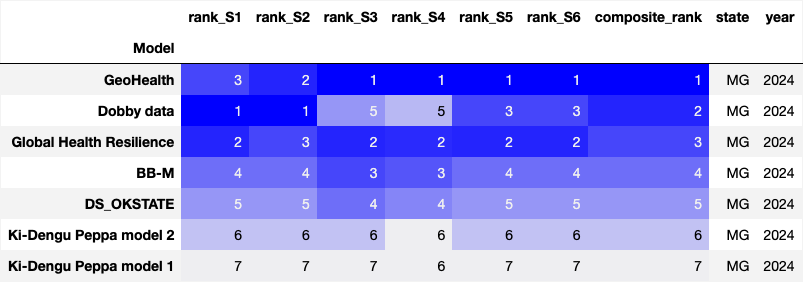 rank_S1 rank_S2 rank_S3 rank_S4 rank_S5 rank_S6 composite_rank state year
Model
GeoHealth 3 2 1 1 1 1 1 MG 2024
Dobby data 1 1 5 5 3 3 2 MG 2024
Global Health Resilience 2 3 2 2 2 2 3 MG 2024
BB-M 4 4 3 3 4 4 4 MG 2024
DS_OKSTATE 5 5 4 4 5 5 5 MG 2024
Ki-Dengu Peppa model 2 6 6 6 6 6 6 6 MG 2024
Ki-Dengu Peppa model 1 7 7 7 6 7 7 7 MG 2024